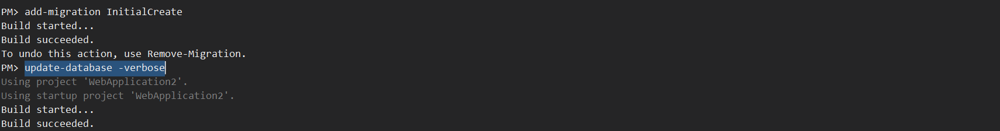 PM> add-migration InitialCreate
Build started...
Build succeeded.
To undo this action, use Remove-Migration.
PM> update-database -verbose
Using project 'WebApplication2'.
Using startup project 'WebApplication2'.
Build started...
Build succeeded.